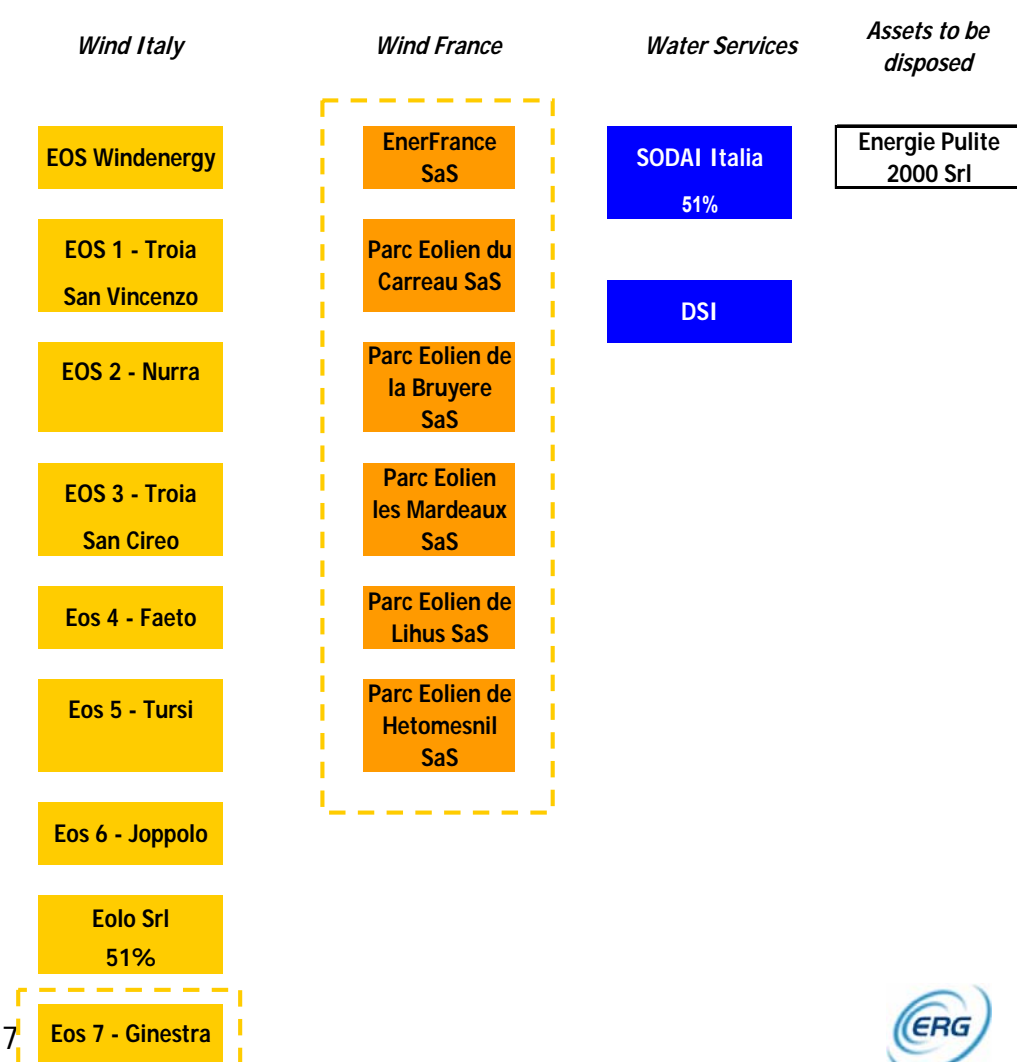 Wind Italy
Wind France
Water Services
Assets to be
disposed
EOS Windenergy
EOS 1 - Troia
San Vincenzo
EOS 2 - Nurra
EOS 3 - Troia
San Cireo
Eos 4 - Faeto
Eos 5 - Tursi
Eos 6 - Joppolo
Eolo Srl
51%
Eos 7 - Ginestra
EnerFrance
SaS
Parc Eolien du
Carreau SaS
Parc Eolien de
la Bruyere
SaS
Parc Eolien
les Mardeaux
SaS
Parc Eolien de
Lihus SaS
Parc Eolien de
Hetomesnil
SaS
SODAI Italia
51%
DSI
Energie Pulite
2000 Srl
7
ERG